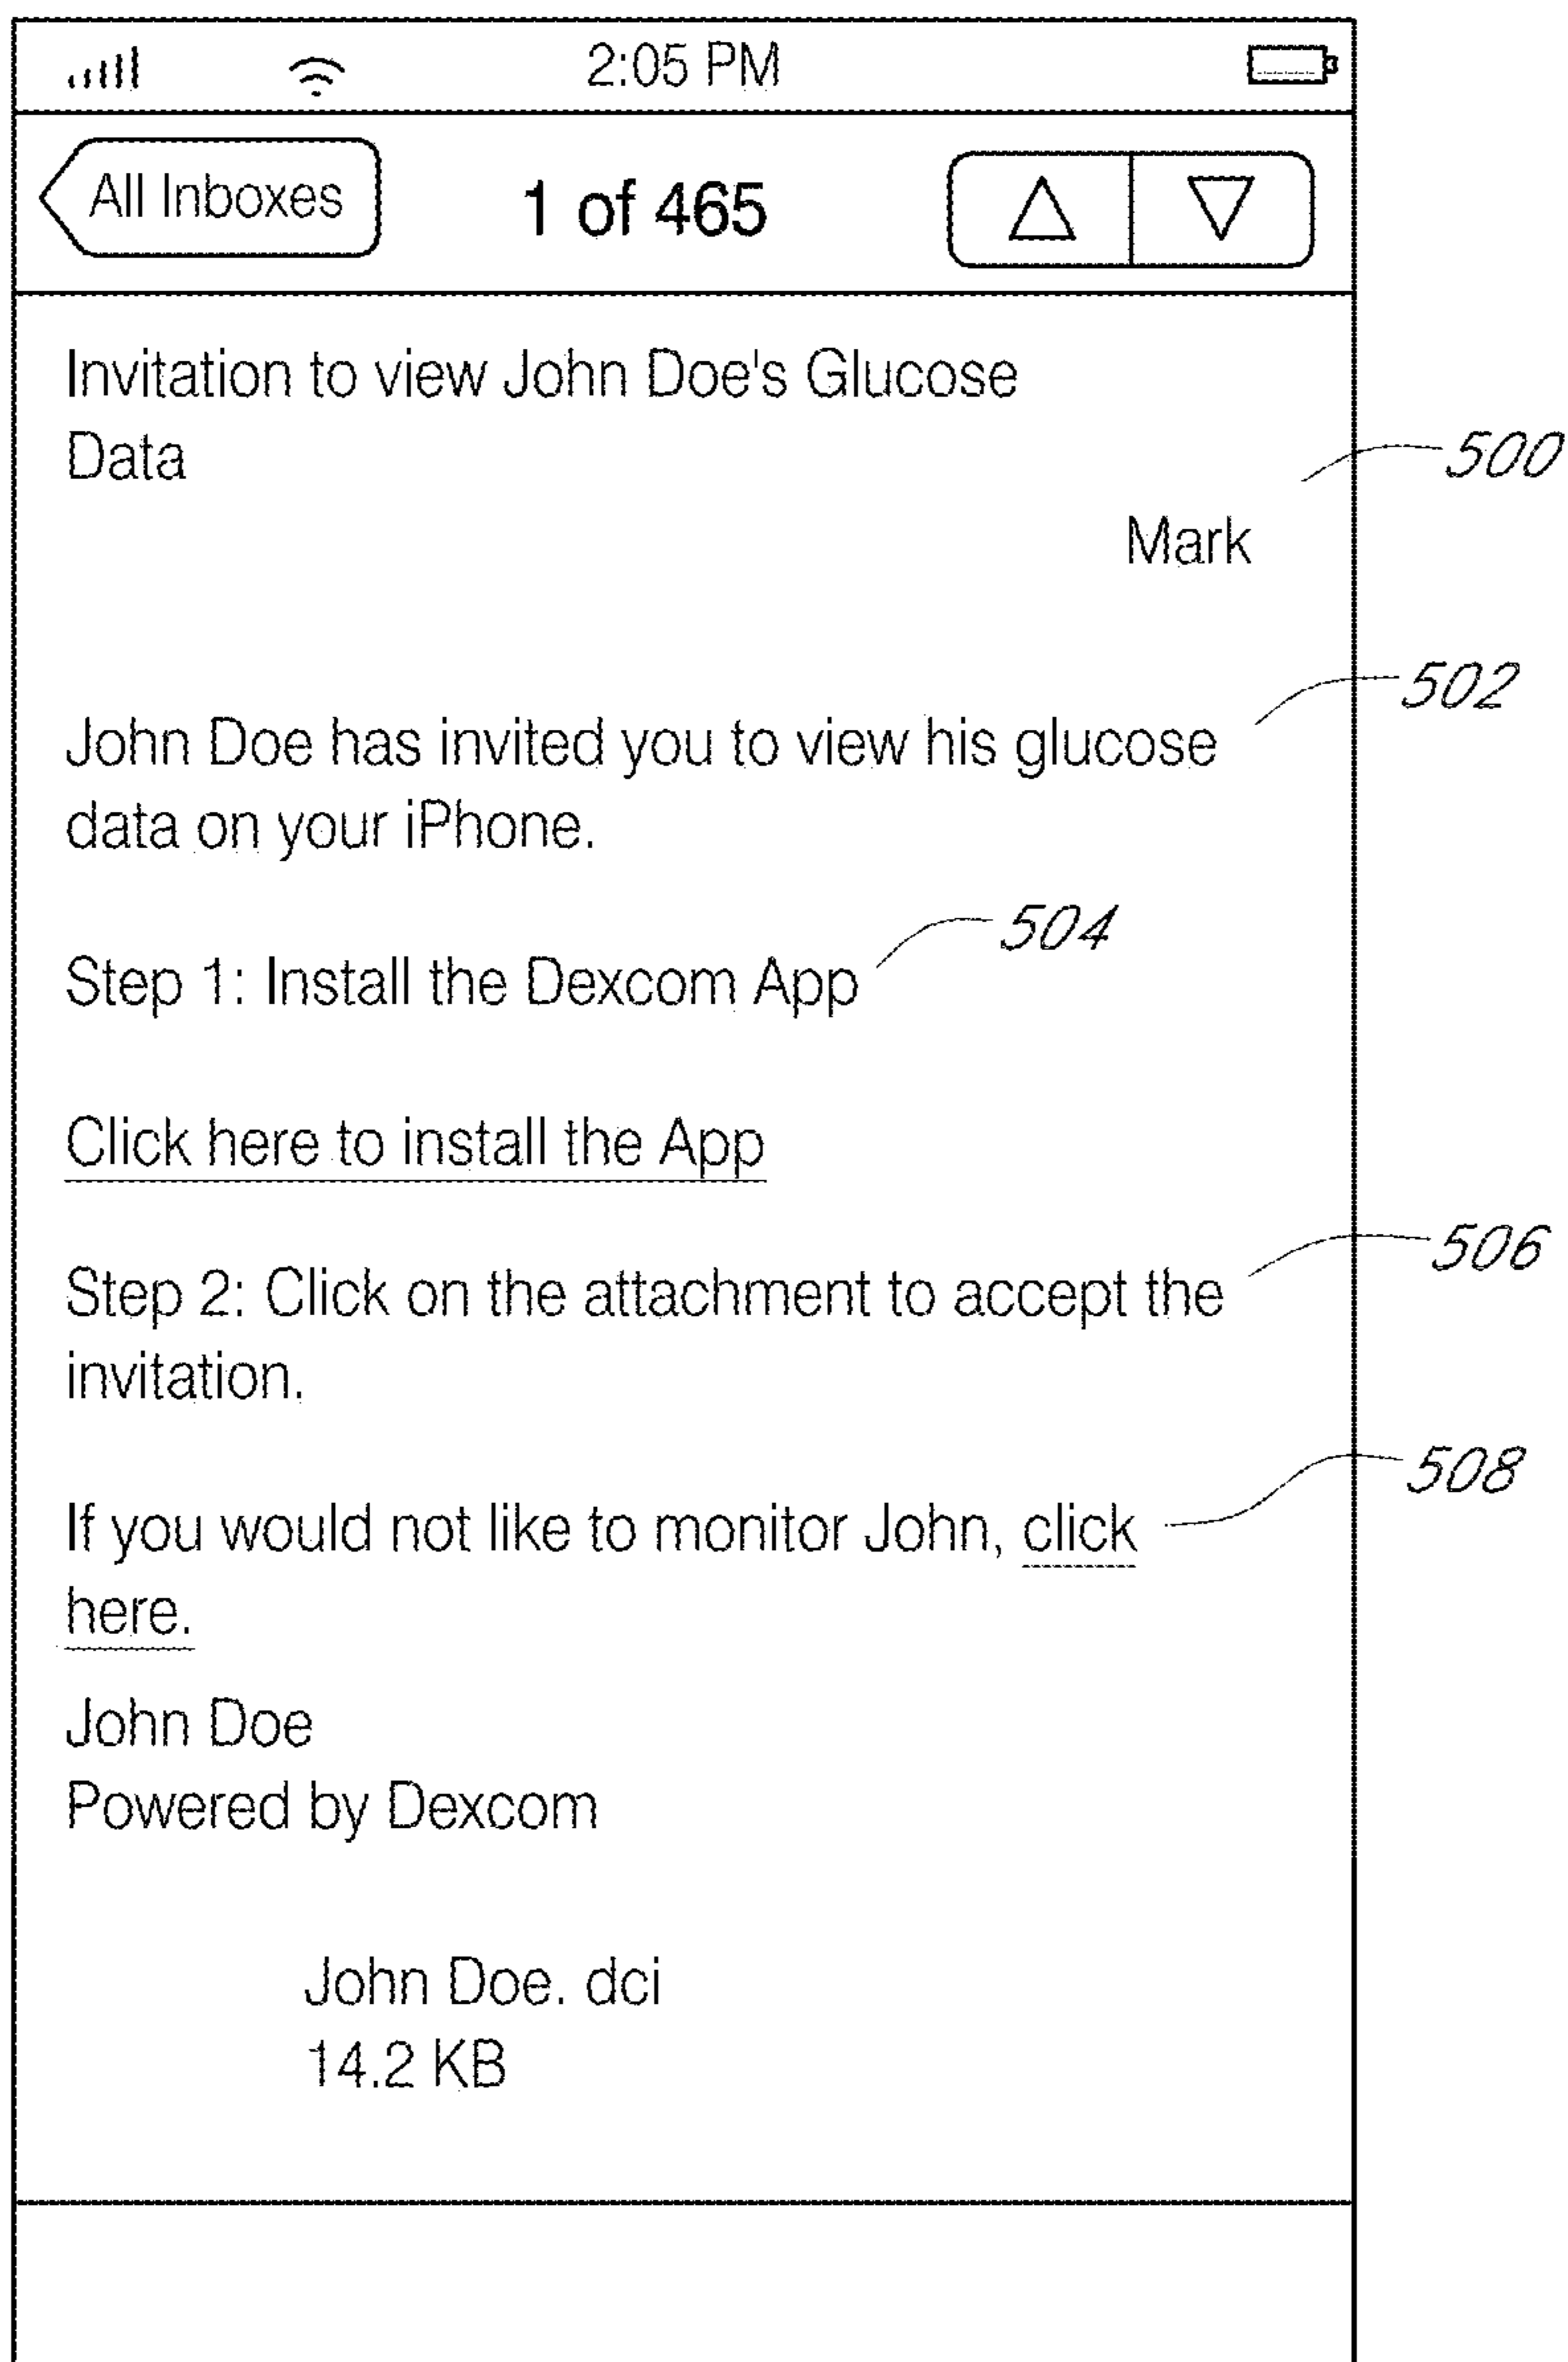 2:05 PM
All Inboxes
1 of 465
Invitation to view John Doe's Glucose
Data
500
Mark
502
John Doe has invited you to view his glucose
data on your iPhone.
504
Step 1: Install the Dexcom App
Click here to install the App
506
Step 2: Click on the attachment to accept the
invitation.
508
If you would not like to monitor John, click
here.
John Doe
Powered by Dexcom
John Doe. dci
14.2 KB